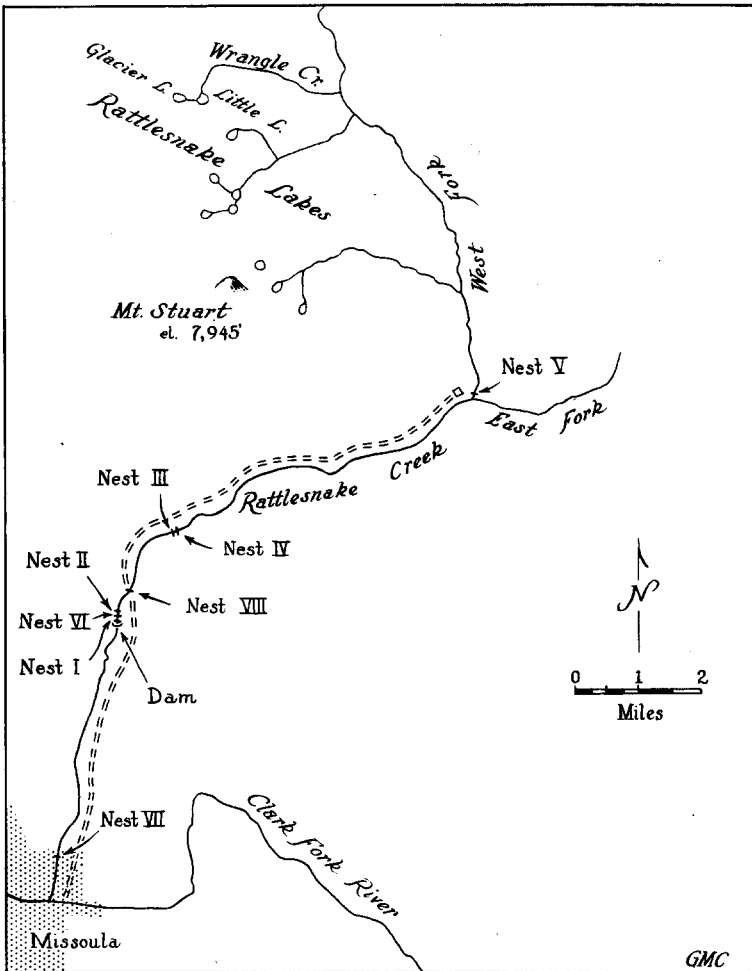 Wrangle Cr.
Glacier L.
Little L.
Rattlesnake
Lakes
Fork
West
Mt. Stuart
el. 7,945'
Nest V
East Fork
Rattlesnake Creek
Nest III
Nest IV
Nest II
Nest VIII
Nest VI
Nest I
Dam
N
0 1 2
Miles
Nest VII
Clark Fork River
Missoula
GMC